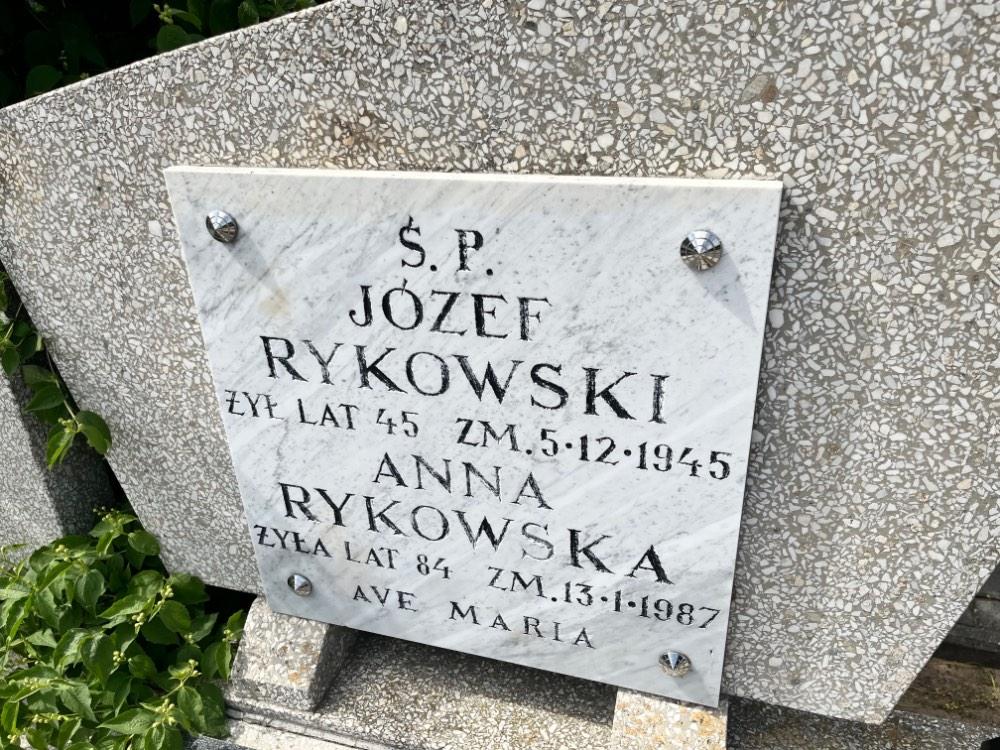 Ś. P.
JÓZEF
RYKOWSKI
ŻYŁ LAT 45 ZM. 5·12·1945
ANNA
RYKOWSKA
ŻYŁA LAT 84 ZM. 13·1·1987
AVE MARIA